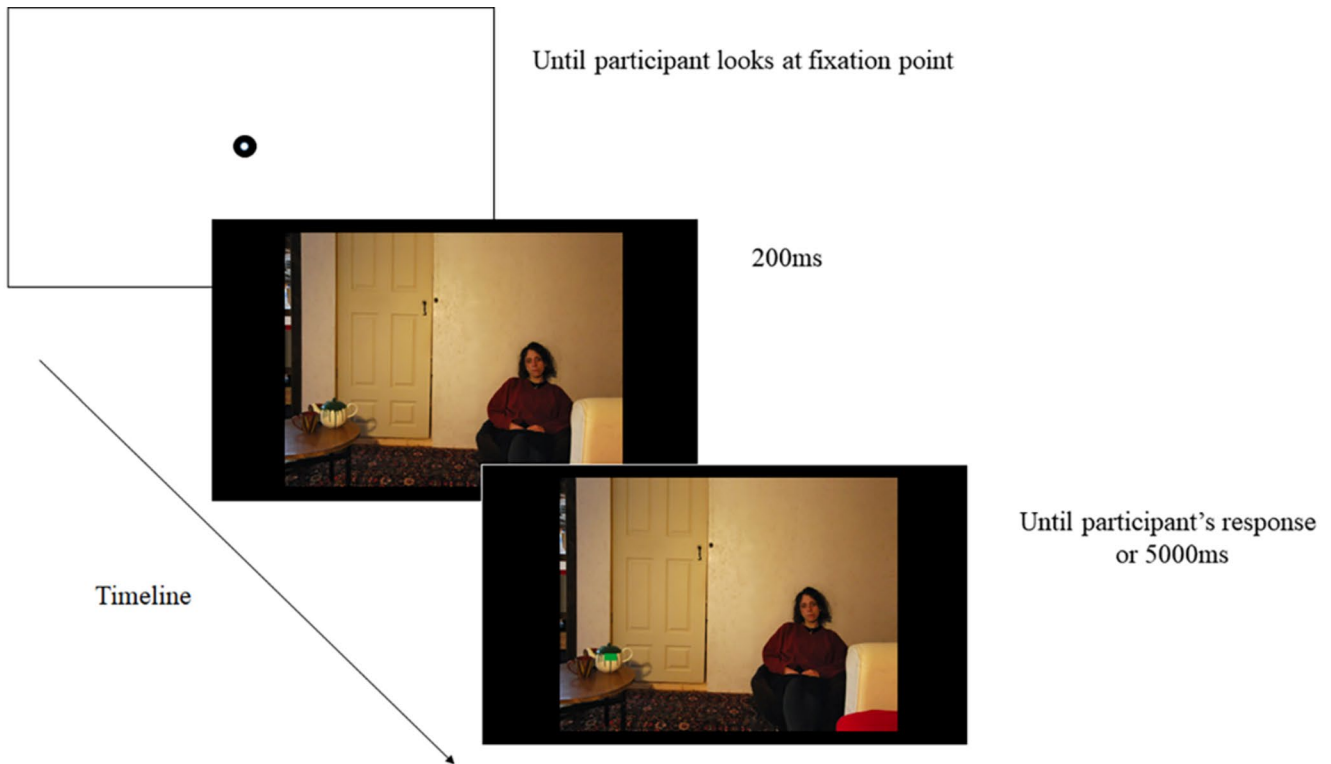 Until participant looks at fixation point
200ms
Until participant’s response
or 5000ms
Timeline